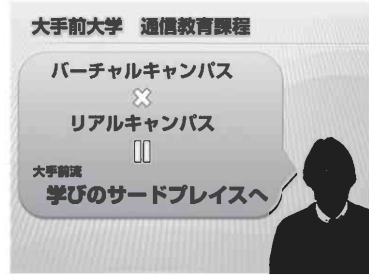 大手前大学　通信教育課程
バーチャルキャンパス
×
リアルキャンパス
大手前流
学びのサードプレイスへ